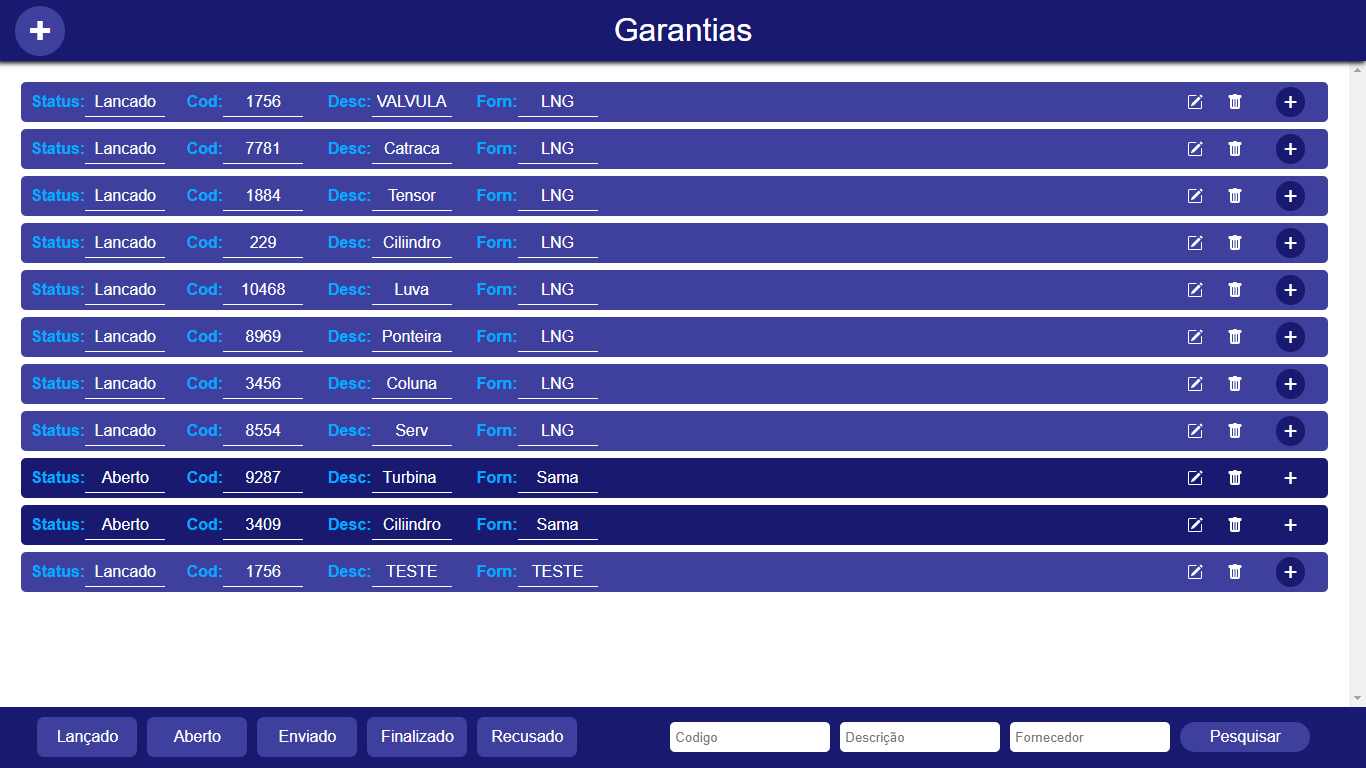 Garantias
Status: Lancado Cod: 1756 Desc: VALVULA Forn: LNG
Status: Lancado Cod: 7781 Desc: Catraca Forn: LNG
Status: Lancado Cod: 1884 Desc: Tensor Forn: LNG
Status: Lancado Cod: 229 Desc: Ciliindro Forn: LNG
Status: Lancado Cod: 10468 Desc: Luva Forn: LNG
Status: Lancado Cod: 8969 Desc: Ponteira Forn: LNG
Status: Lancado Cod: 3456 Desc: Coluna Forn: LNG
Status: Lancado Cod: 8554 Desc: Serv Forn: LNG
Status: Aberto Cod: 9287 Desc: Turbina Forn: Sama
Status: Aberto Cod: 3409 Desc: Ciliindro Forn: Sama
Status: Lancado Cod: 1756 Desc: TESTE Forn: TESTE
Lançado Aberto Enviado Finalizado Recusado Codigo Descrição Fornecedor Pesquisar